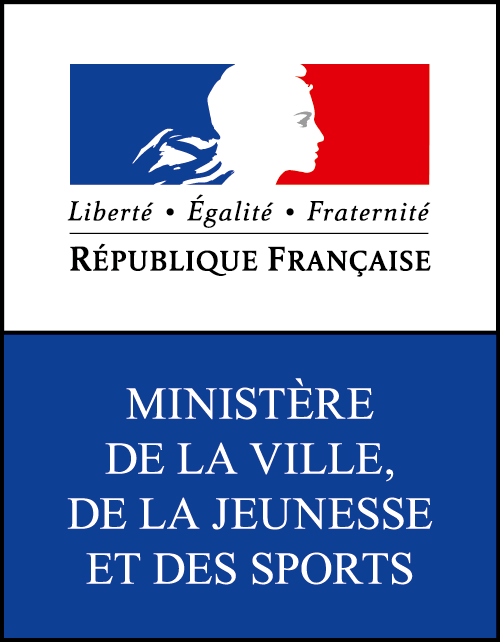 Liberté • Égalité • Fraternité
RÉPUBLIQUE FRANÇAISE
MINISTÈRE
DE LA VILLE,
DE LA JEUNESSE
ET DES SPORTS